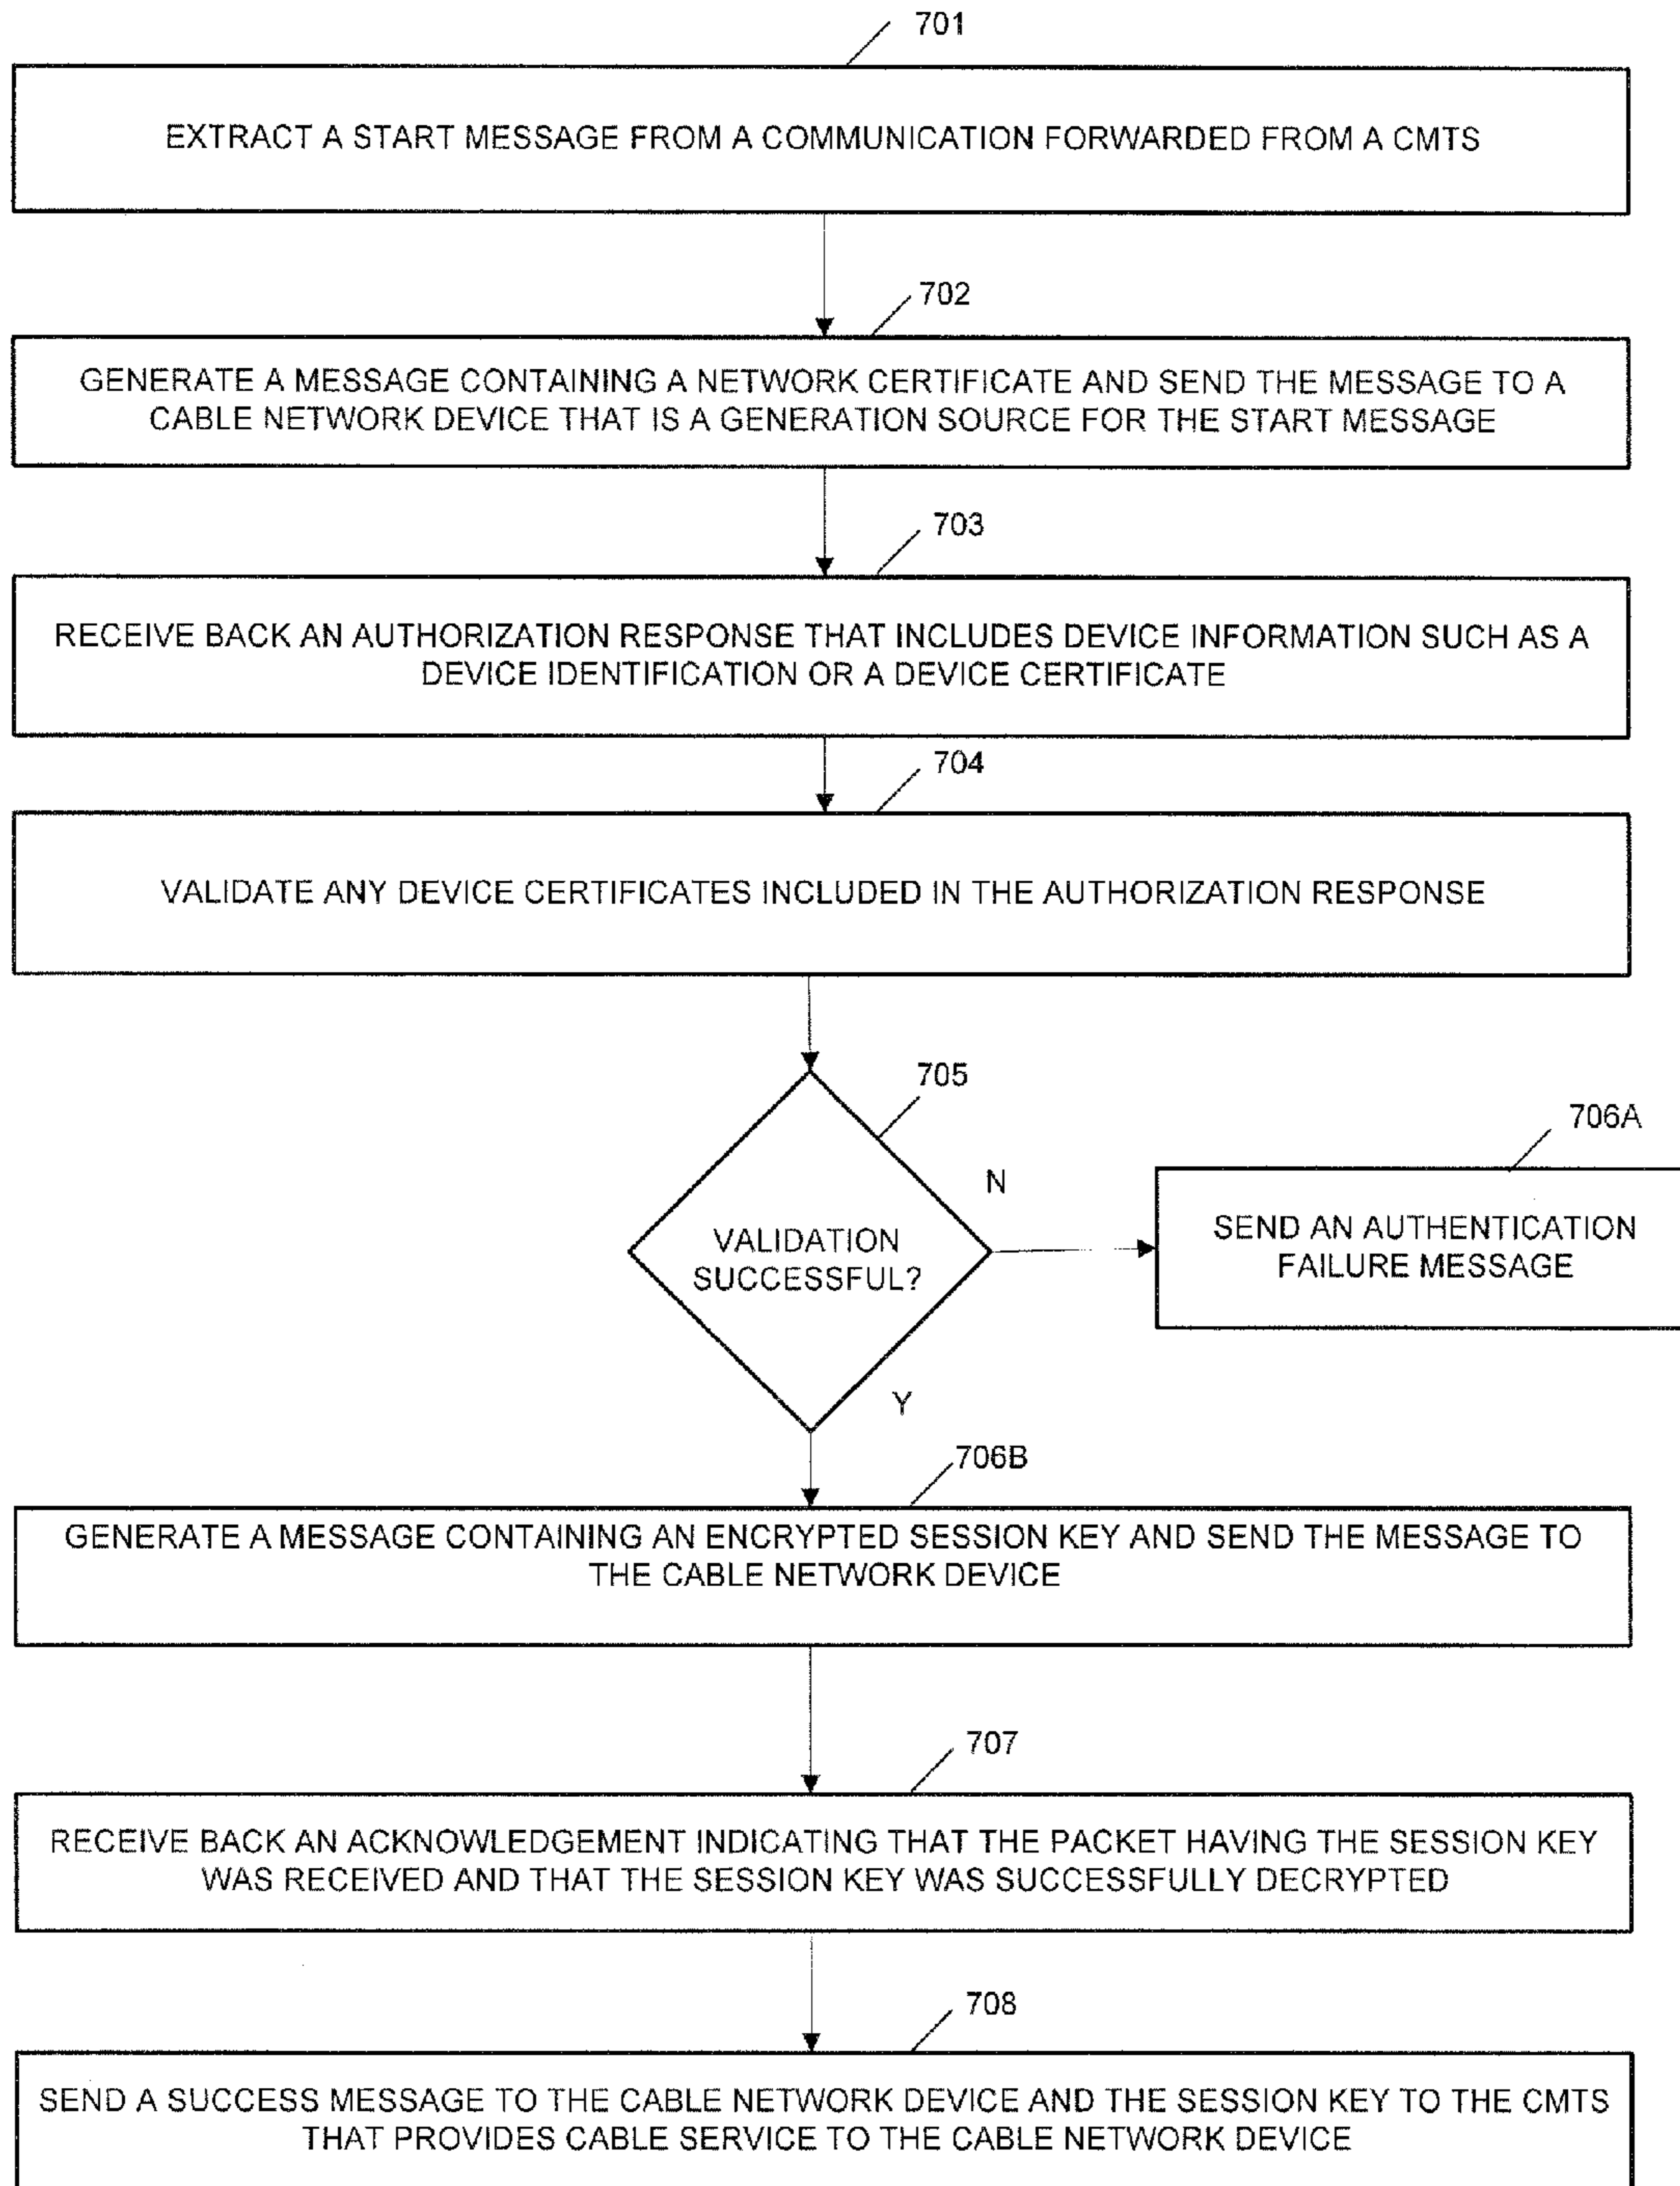 701
EXTRACT A START MESSAGE FROM A COMMUNICATION FORWARDED FROM A CMTS
702
GENERATE A MESSAGE CONTAINING A NETWORK CERTIFICATE AND SEND THE MESSAGE TO A
CABLE NETWORK DEVICE THAT IS A GENERATION SOURCE FOR THE START MESSAGE
703
RECEIVE BACK AN AUTHORIZATION RESPONSE THAT INCLUDES DEVICE INFORMATION SUCH AS A
DEVICE IDENTIFICATION OR A DEVICE CERTIFICATE
704
VALIDATE ANY DEVICE CERTIFICATES INCLUDED IN THE AUTHORIZATION RESPONSE
705
VALIDATION
SUCCESSFUL?
N
706A
SEND AN AUTHENTICATION
FAILURE MESSAGE
Y
706B
GENERATE A MESSAGE CONTAINING AN ENCRYPTED SESSION KEY AND SEND THE MESSAGE TO
THE CABLE NETWORK DEVICE
707
RECEIVE BACK AN ACKNOWLEDGEMENT INDICATING THAT THE PACKET HAVING THE SESSION KEY
WAS RECEIVED AND THAT THE SESSION KEY WAS SUCCESSFULLY DECRYPTED
708
SEND A SUCCESS MESSAGE TO THE CABLE NETWORK DEVICE AND THE SESSION KEY TO THE CMTS
THAT PROVIDES CABLE SERVICE TO THE CABLE NETWORK DEVICE